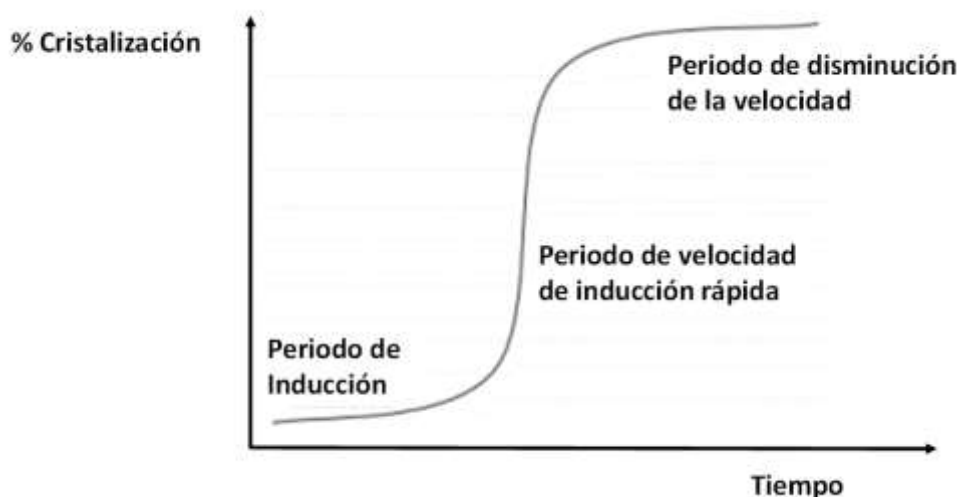 % Cristalización
Periodo de disminución
de la velocidad
Periodo de velocidad
de inducción rápida
Periodo de
Inducción
Tiempo